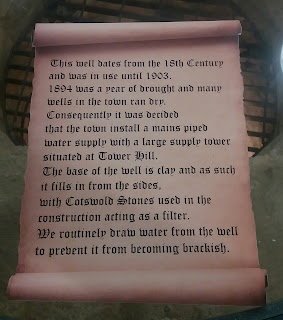 This well dates from the 18th Century
and was in use until 1903.
1894 was a year of drought and many
wells in the town ran dry.
Consequently it was decided
that the town install a mains piped
water supply with a large supply tower
situated at Tower Hill.
The base of the well is clay and as such
it fills in from the sides,
with Cotswold Stones used in the
construction acting as a filter.
We routinely draw water from the well
to prevent it from becoming brackish.